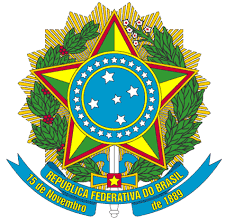 REPÚBLICA FEDERATIVA DO BRASIL
15 de Novembro
de 1889